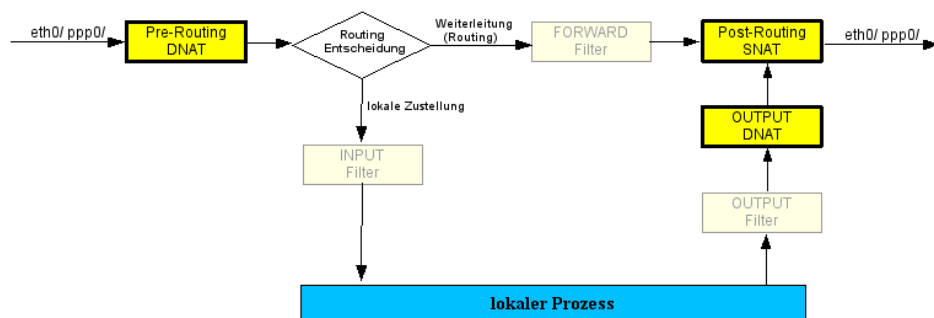 eth0/ ppp0/
Pre-Routing
DNAT
Routing
Entscheidung
Weiterleitung
(Routing)
FORWARD
Filter
Post-Routing
SNAT
eth0/ ppp0/
lokale Zustellung
OUTPUT
DNAT
INPUT
Filter
OUTPUT
Filter
lokaler Prozess